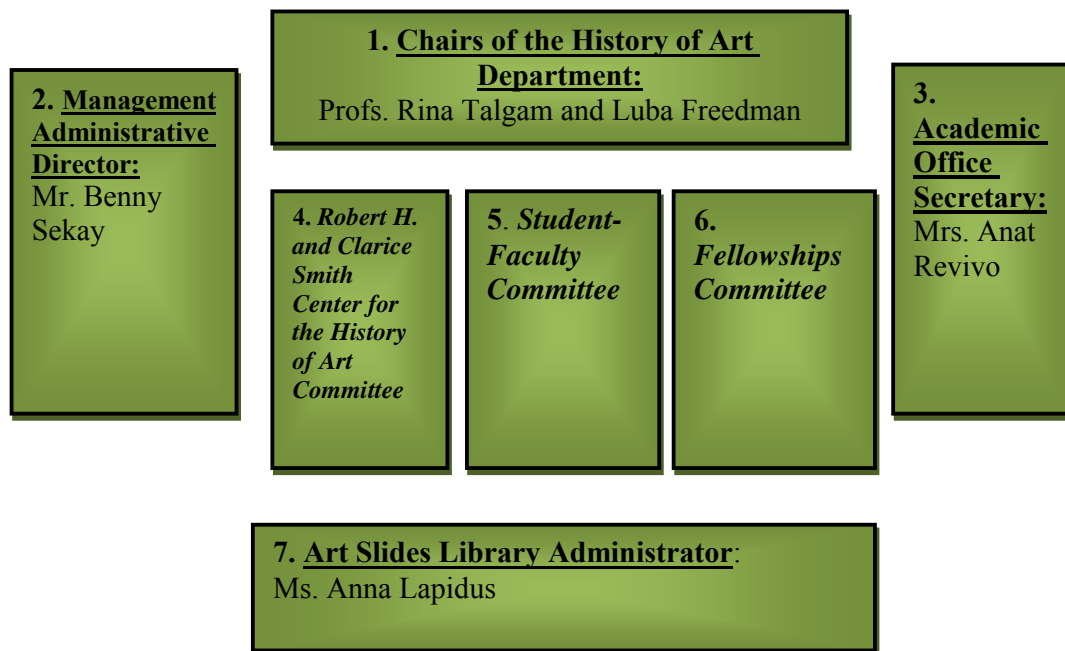 1. Chairs of the History of Art
Department:
Profs. Rina Talgam and Luba Freedman
2. Management
Administrative
Director:
Mr. Benny
Sekay
3.
Academic
Office
Secretary:
Mrs. Anat
Revivo
4. Robert H.
and Clarice
Smith
Center for
the History
of Art
Committee
5. Student-
Faculty
Committee
6.
Fellowships
Committee
7. Art Slides Library Administrator:
Ms. Anna Lapidus